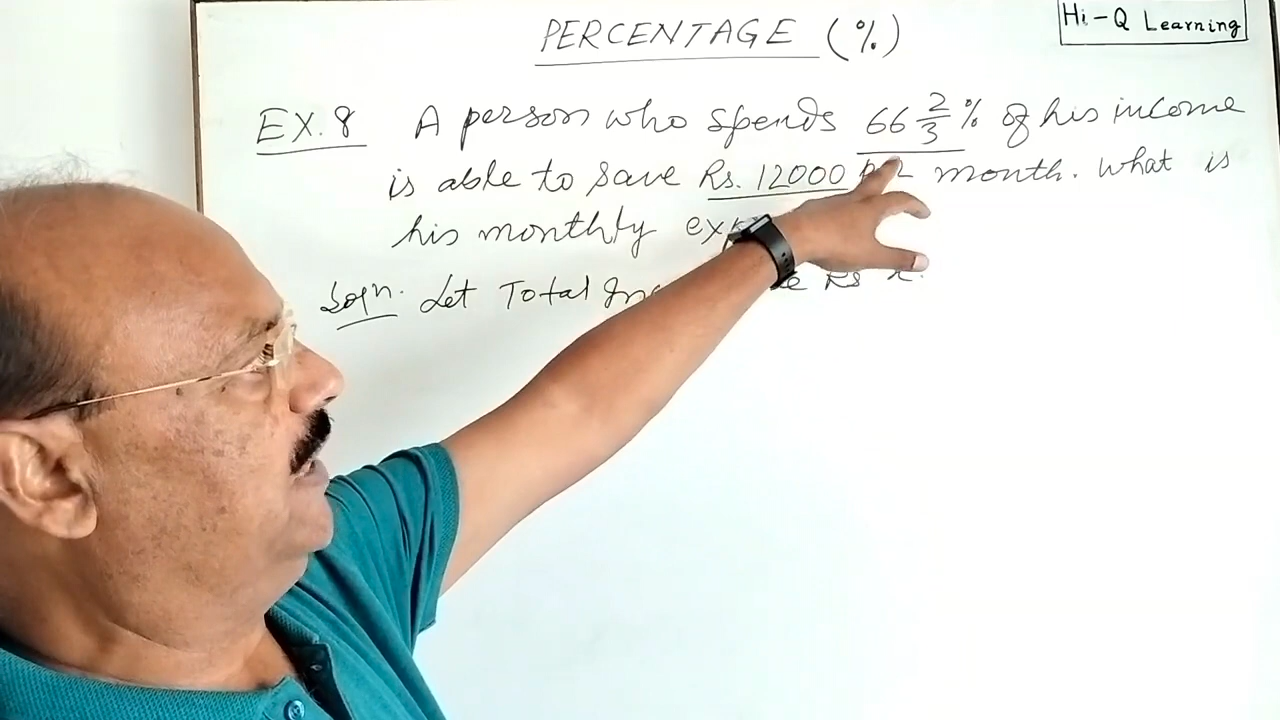 PERCENTAGE (%)
Hi-Q Learning
EX.8 A person who spends 66 2/3 % of his income
is able to save Rs. 12000 month. What is
his monthly
Soln. Let Total Rs x.